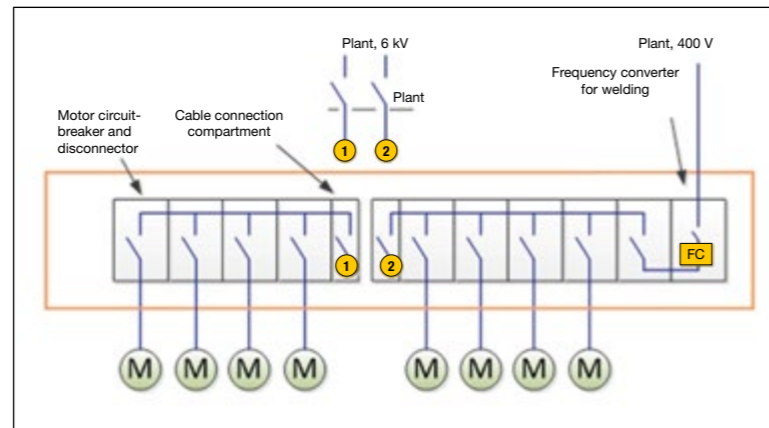 Plant, 6 kV
Plant, 400 V
Frequency converter
for welding
Plant
Motor circuit-
breaker and
disconnector
Cable connection
compartment
1
2
1
2
FC
M M M M M M M M